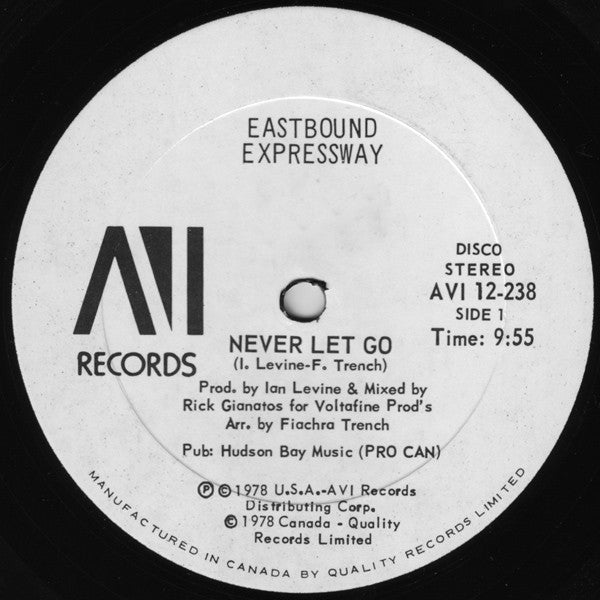 EASTBOUND
EXPRESSWAY
AVI
RECORDS
DISCO
STEREO
AVI 12-238
SIDE 1
Time: 9:55
NEVER LET GO
(I. Levine-F. Trench)
Prod. by Ian Levine & Mixed by
Rick Gianatos for Voltafine Prod's
Arr. by Fiachra Trench
Pub: Hudson Bay Music (PRO CAN)
Ⓟ©1978 U.S.A.-AVI Records
Distributing Corp.
©1978 Canada - Quality
Records Limited
MANUFACTURED IN CANADA BY QUALITY RECORDS LIMITED